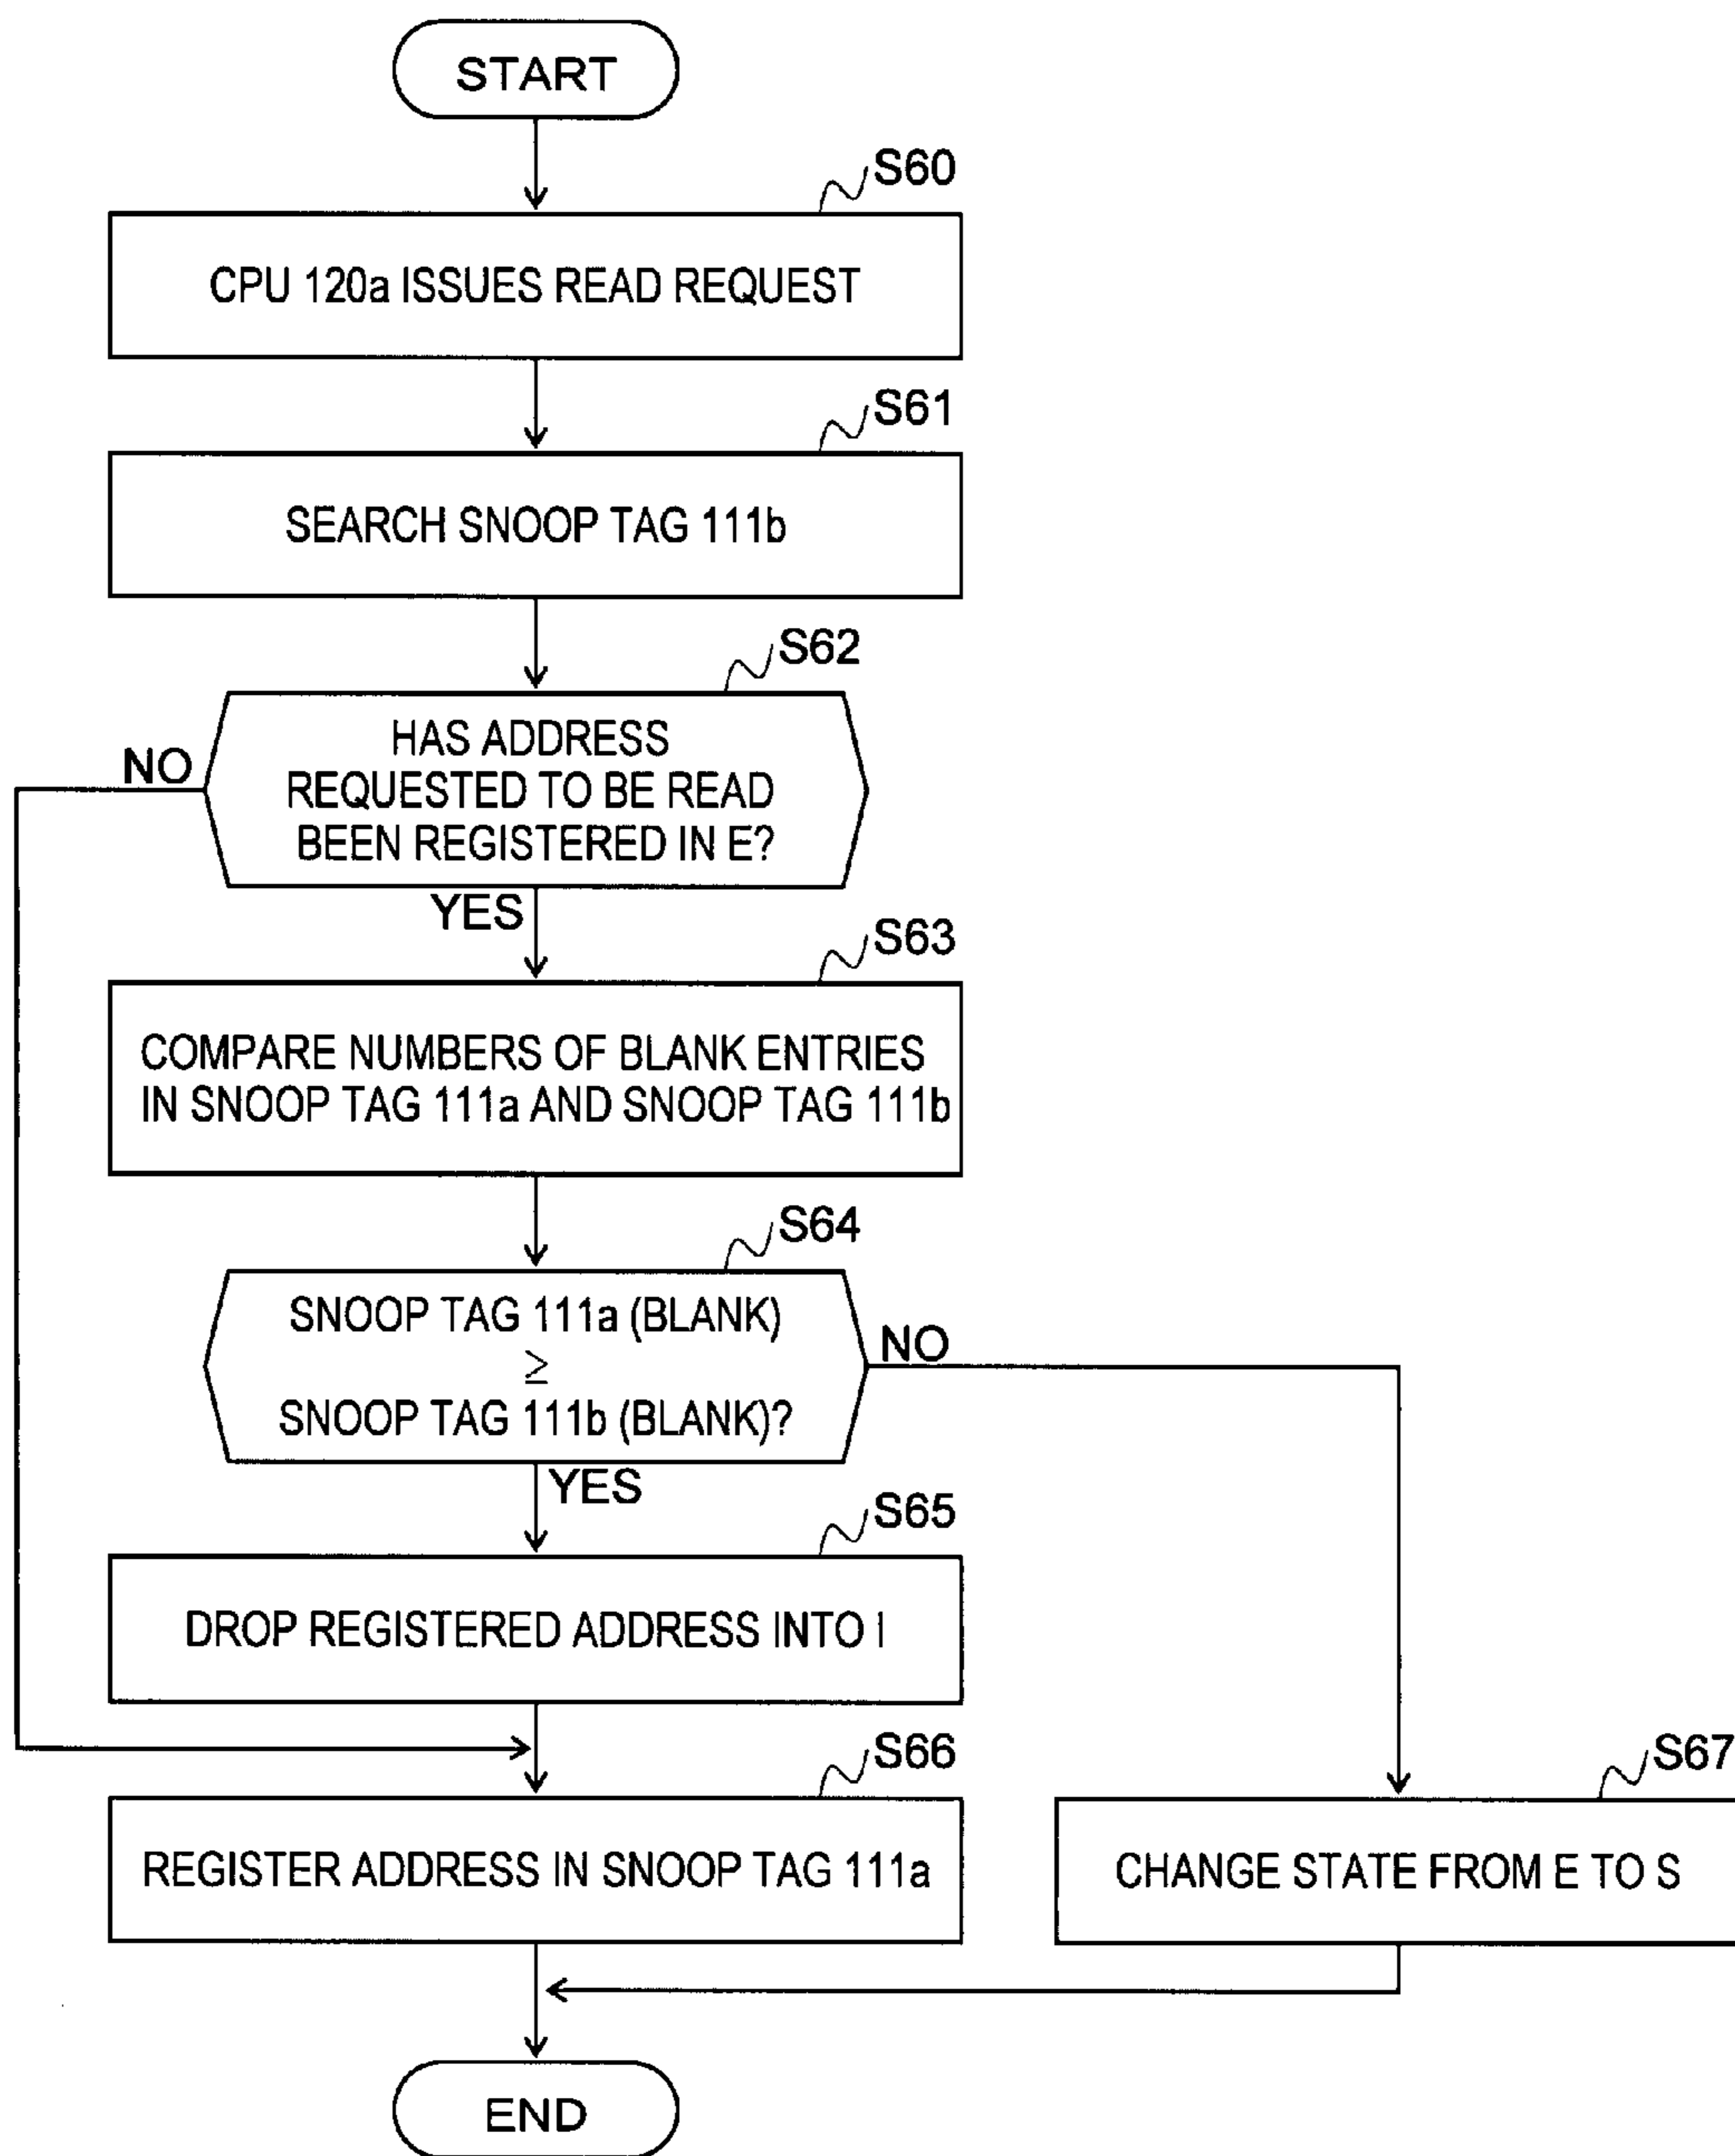 START
S60
CPU 120a ISSUES READ REQUEST
S61
SEARCH SNOOP TAG 111b
S62
HAS ADDRESS
REQUESTED TO BE READ
BEEN REGISTERED IN E?
NO
YES
S63
COMPARE NUMBERS OF BLANK ENTRIES
IN SNOOP TAG 111a AND SNOOP TAG 111b
S64
SNOOP TAG 111a (BLANK)
≥
SNOOP TAG 111b (BLANK)?
NO
YES
S65
DROP REGISTERED ADDRESS INTO I
S66
REGISTER ADDRESS IN SNOOP TAG 111a
S67
CHANGE STATE FROM E TO S
END